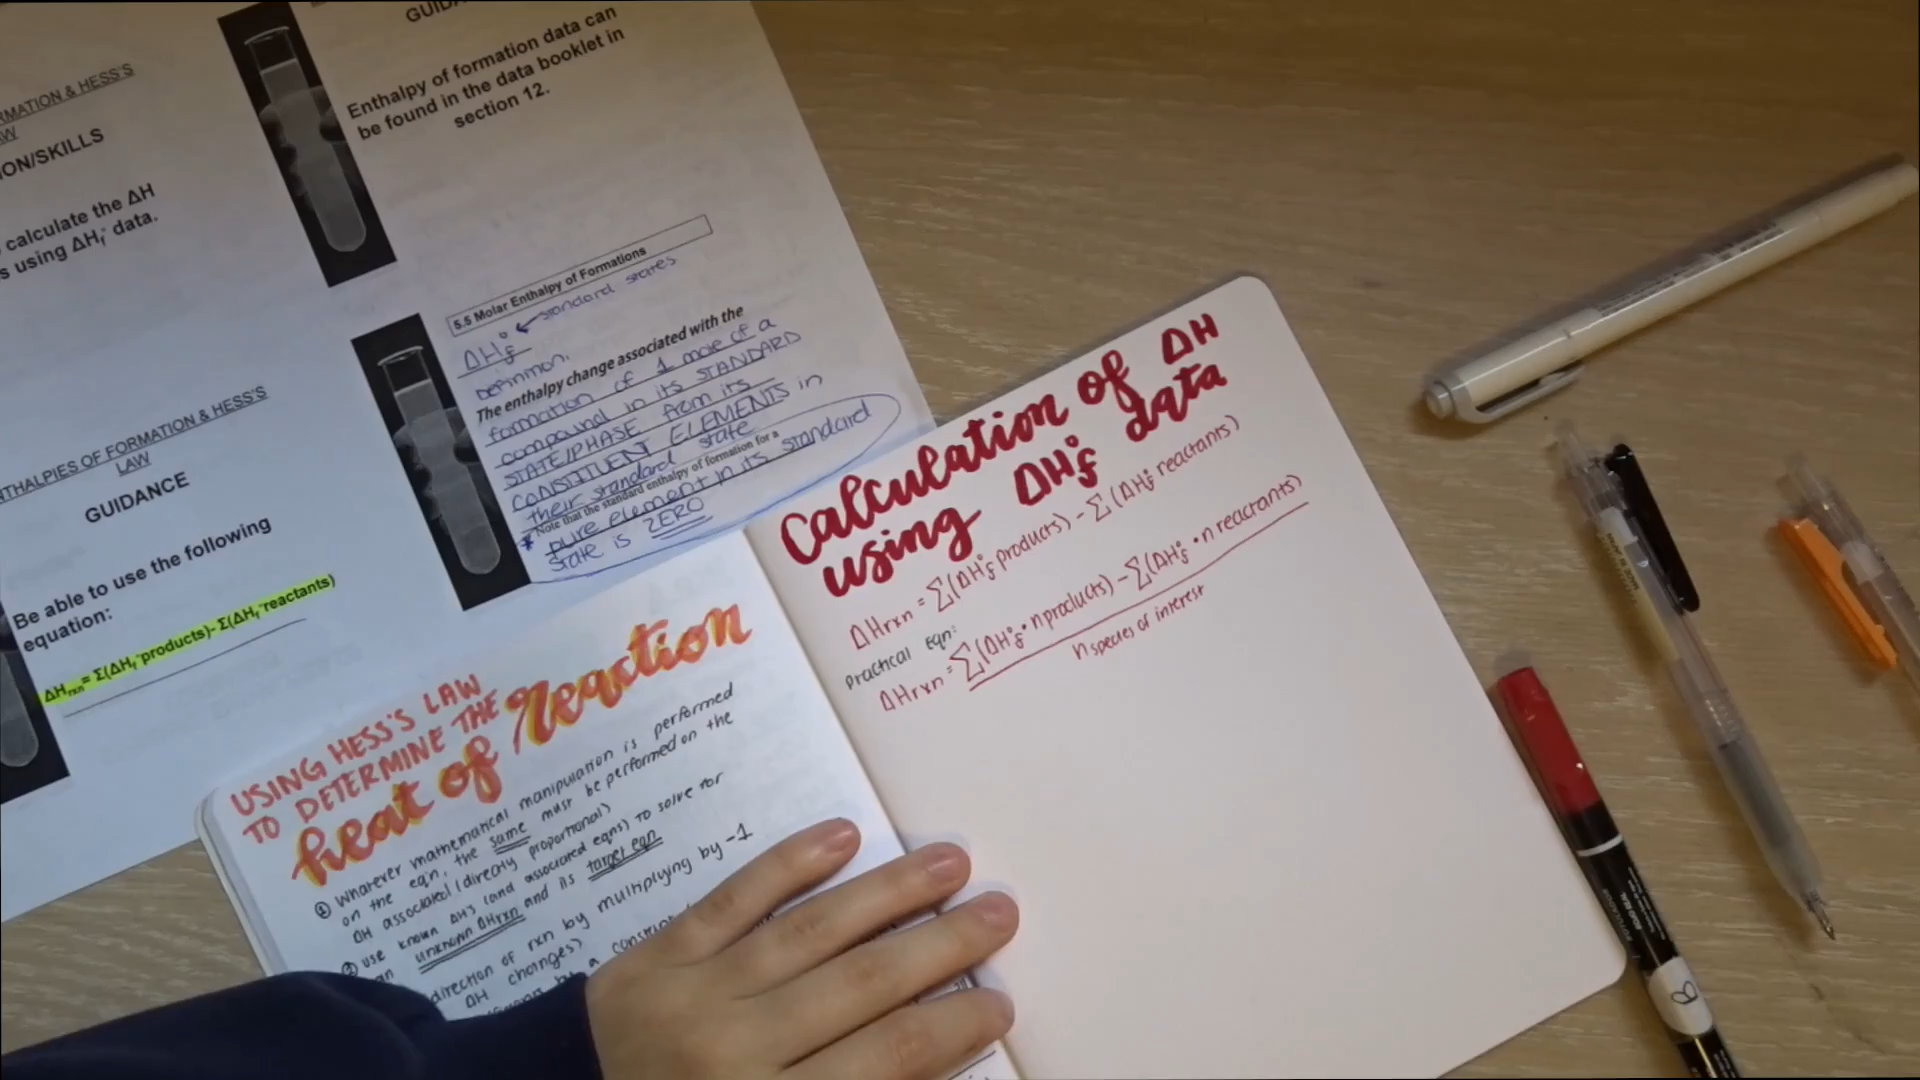 RMATION & HESS'S
AW
ON/SKILLS
calculate the ΔH
s using ΔHf° data.
NTHALPIES OF FORMATION & HESS'S
LAW
GUIDANCE
Be able to use the following
equation:
ΔHrxn= Σ(ΔHf°products)- Σ(ΔHf°reactants)
Enthalpy of formation data can
be found in the data booklet in
section 12.
5.5 Molar Enthalpy of Formations
ΔHf° ← standard states
Definition.
The enthalpy change associated with the
formation of 1 mole of a
compound in its STANDARD
STATE/PHASE from its
CONSTITUENT ELEMENTS in
their standard state
* Note that the standard enthalpy of formation for a
pure element in its standard
state is ZERO
USING HESS'S LAW
TO DETERMINE THE
heat of Reaction
① Whatever mathematical manipulation is performed
on the eq'n, the same must be performed on the
ΔH associated (directly proportional)
② use known ΔH's (and associated eqns) to solve for
an unknown ΔHrxn and its target eqn
direction of rxn by multiplying by -1
ΔH changes)
by a constant
Calculation of ΔH
using ΔHf° data
ΔHrxn = Σ(ΔHf° products) - Σ(ΔHf° reactants)
Practical Eqn:
ΔHrxn = Σ(ΔHf° • n products) - Σ(ΔHf° • n reactants)
n species of interest